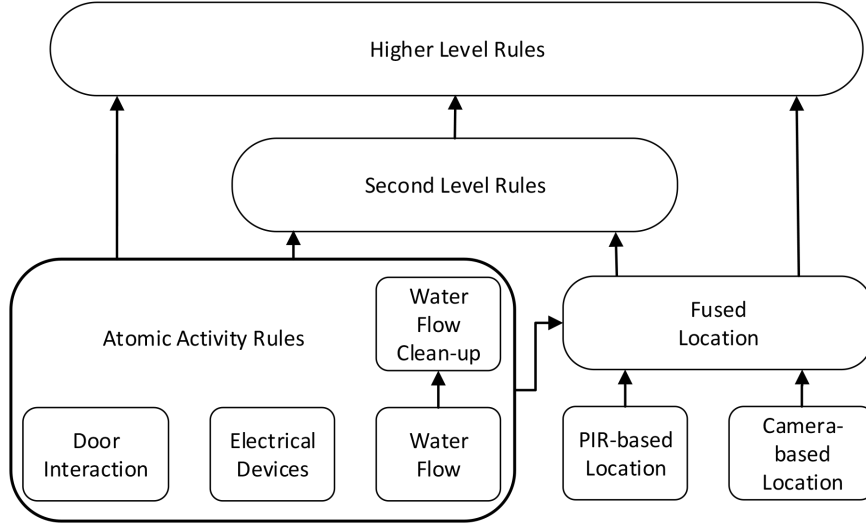 Higher Level Rules
Second Level Rules
Atomic Activity Rules
Water
Flow
Clean-up
Fused
Location
Door
Interaction
Electrical
Devices
Water
Flow
PIR-based
Location
Camera-
based
Location